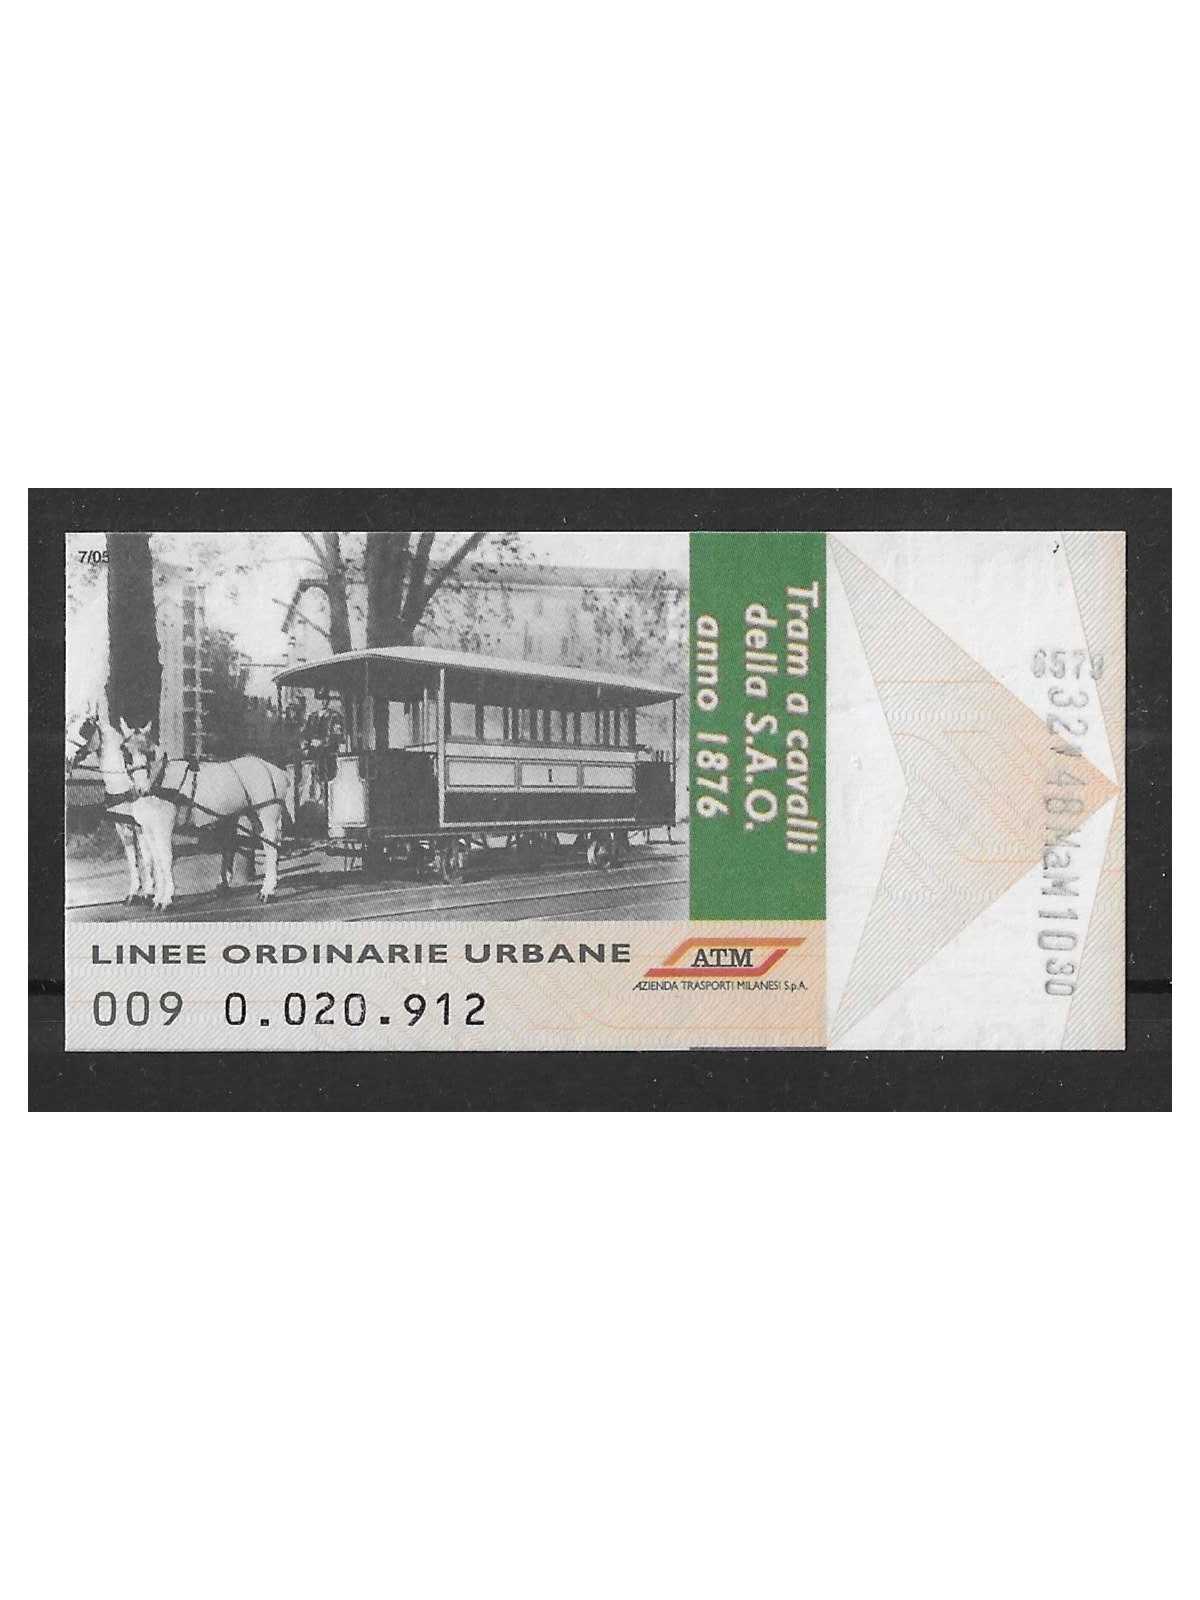 7/05
Tram a cavalli
della S.A.O.
anno 1876
LINEE ORDINARIE URBANE
ATM
AZIENDA TRASPORTI MILANESI S.p.A.
009 0.020.912
6579